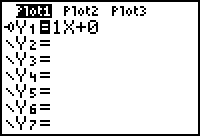 Plot1 Plot2 Plot3
Y1=1X+0
Y2=
Y3=
Y4=
Y5=
Y6=
Y7=